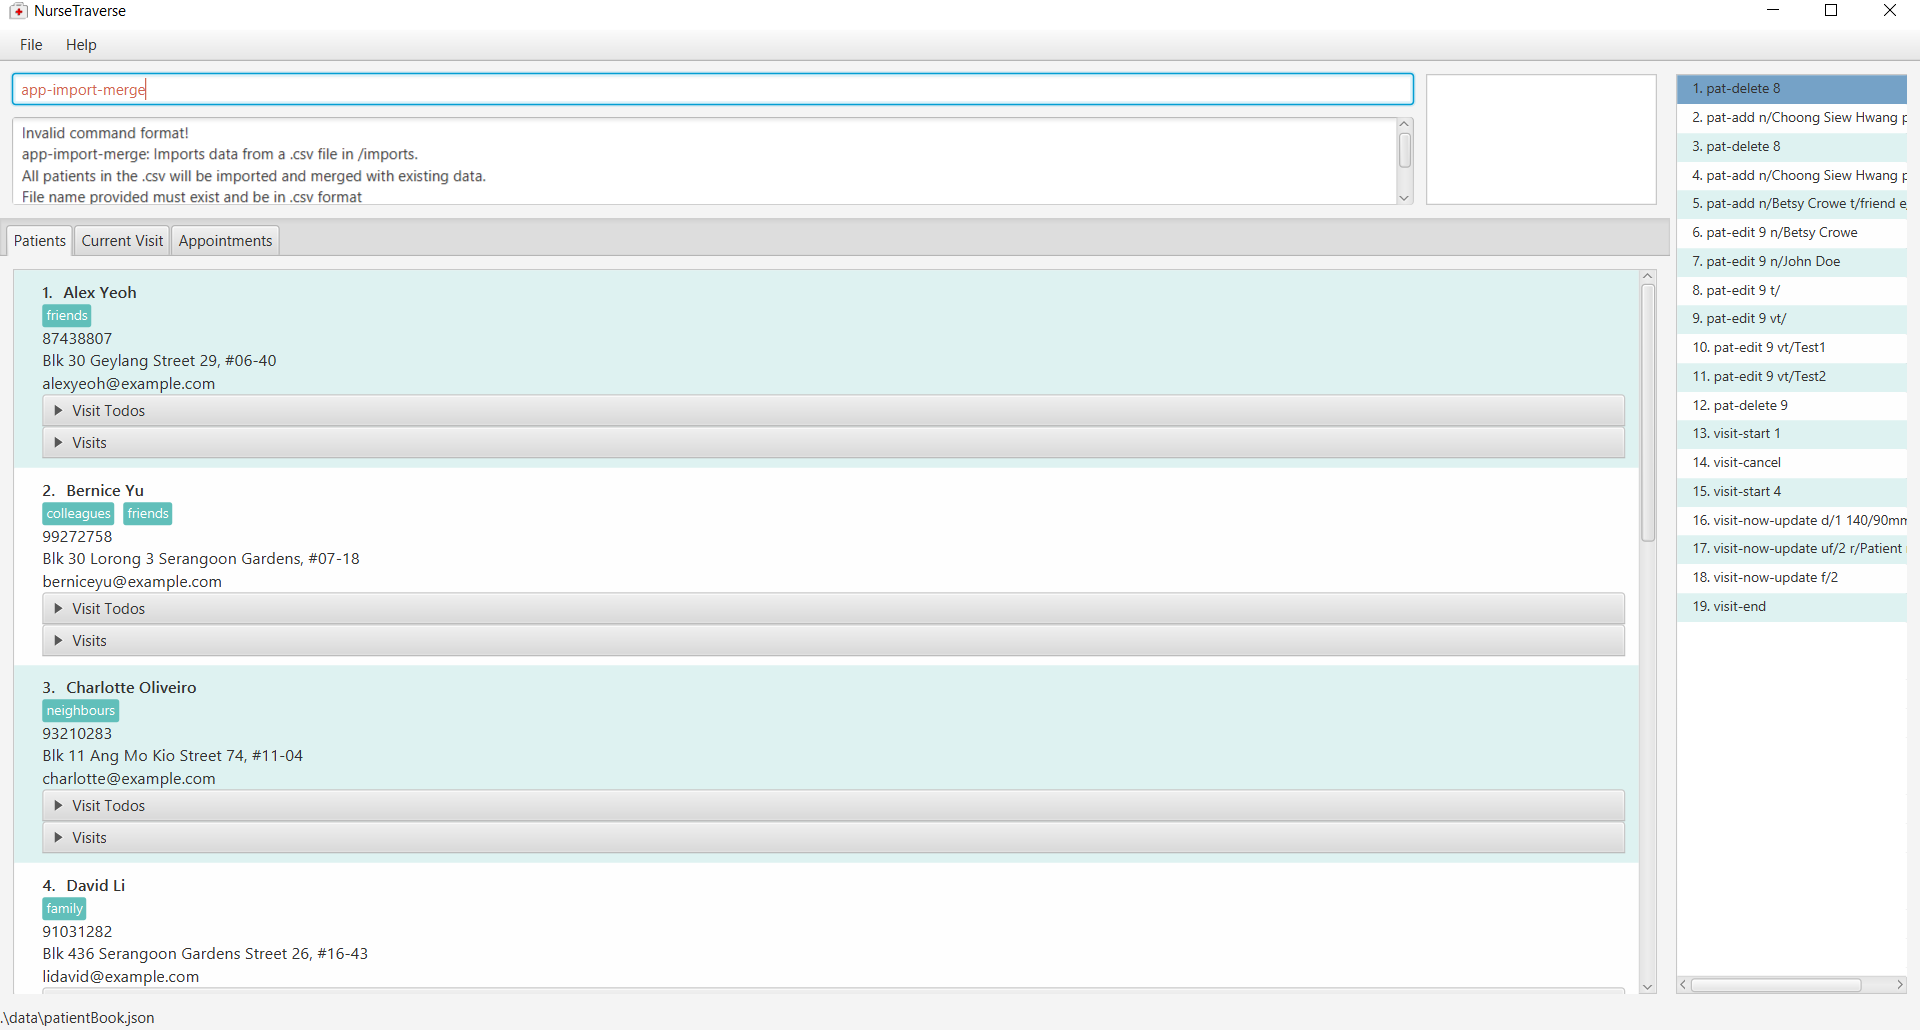 NurseTraverse
File Help
app-import-merge
Invalid command format!
app-import-merge: Imports data from a .csv file in /imports.
All patients in the .csv will be imported and merged with existing data.
File name provided must exist and be in .csv format
Patients Current Visit Appointments
1. Alex Yeoh
friends
87438807
Blk 30 Geylang Street 29, #06-40
alexyeoh@example.com
Visit Todos
Visits
2. Bernice Yu
colleagues friends
99272758
Blk 30 Lorong 3 Serangoon Gardens, #07-18
berniceyu@example.com
Visit Todos
Visits
3. Charlotte Oliveiro
neighbours
93210283
Blk 11 Ang Mo Kio Street 74, #11-04
charlotte@example.com
Visit Todos
Visits
4. David Li
family
91031282
Blk 436 Serangoon Gardens Street 26, #16-43
lidavid@example.com
1. pat-delete 8
2. pat-add n/Choong Siew Hwang p
3. pat-delete 8
4. pat-add n/Choong Siew Hwang p
5. pat-add n/Betsy Crowe t/friend e
6. pat-edit 9 n/Betsy Crowe
7. pat-edit 9 n/John Doe
8. pat-edit 9 t/
9. pat-edit 9 vt/
10. pat-edit 9 vt/Test1
11. pat-edit 9 vt/Test2
12. pat-delete 9
13. visit-start 1
14. visit-cancel
15. visit-start 4
16. visit-now-update d/1 140/90mm
17. visit-now-update uf/2 r/Patient
18. visit-now-update f/2
19. visit-end
.\data\patientBook.json